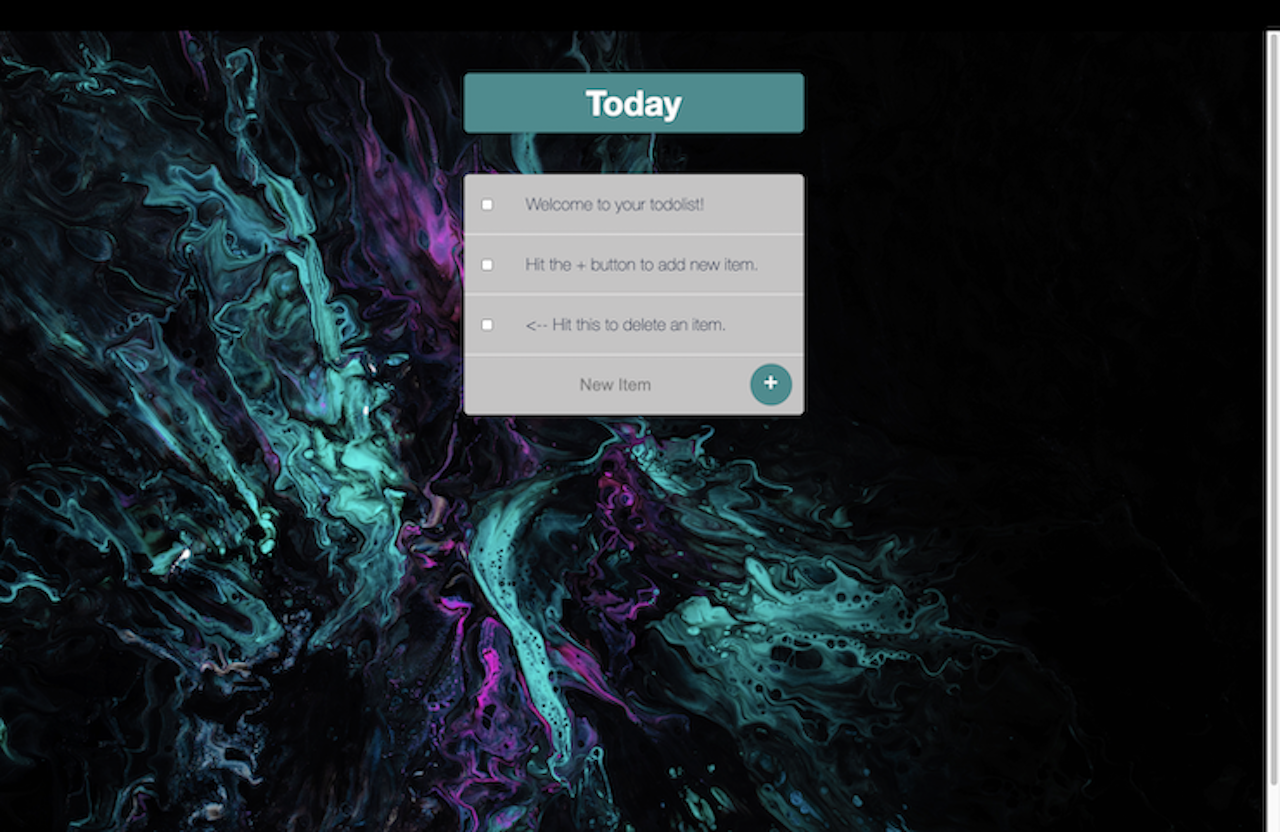 Today
Welcome to your todolist!
Hit the + button to add new item.
<-- Hit this to delete an item.
New Item
+